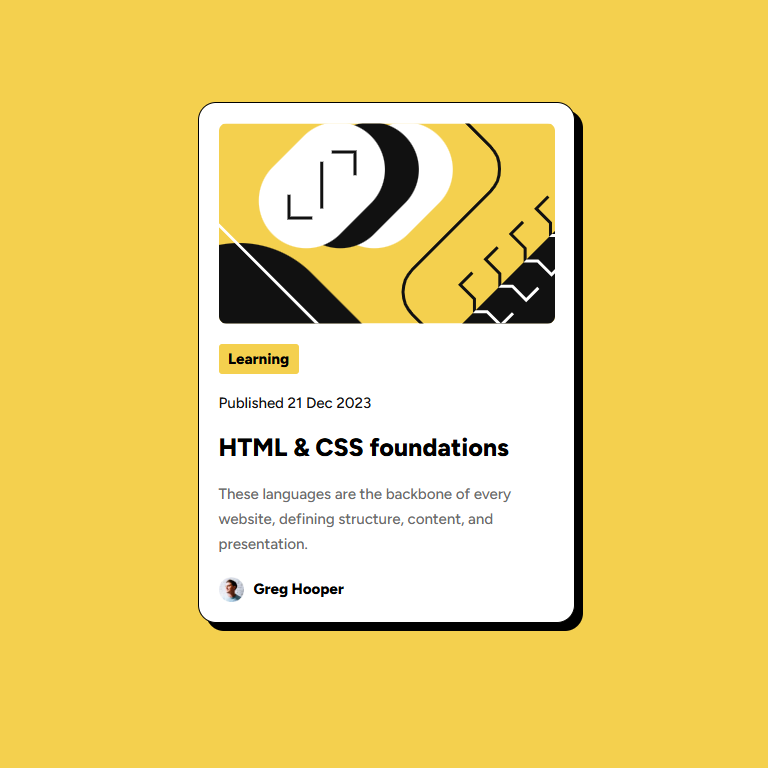 Learning
Published 21 Dec 2023
HTML & CSS foundations
These languages are the backbone of every
website, defining structure, content, and
presentation.
Greg Hooper